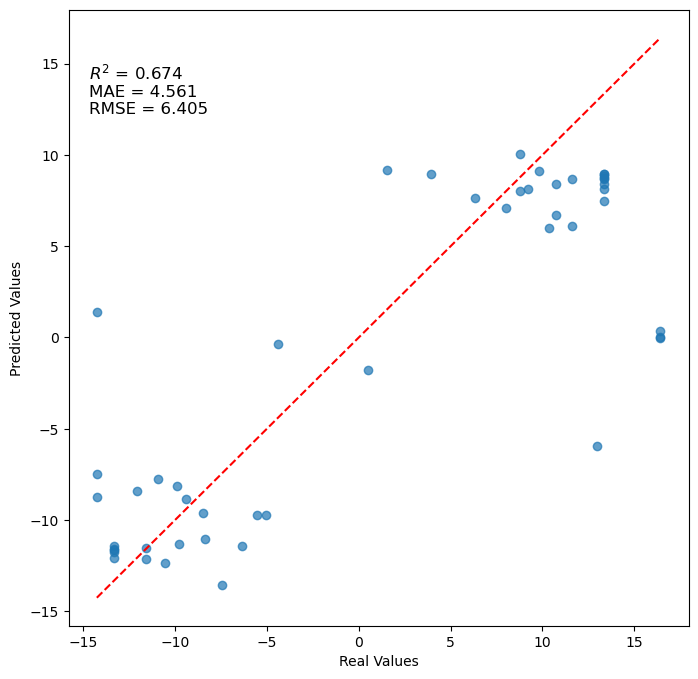 R² = 0.674
MAE = 4.561
RMSE = 6.405
15
10
5
0
−5
−10
−15
Predicted Values
−15 −10 −5 0 5 10 15
Real Values